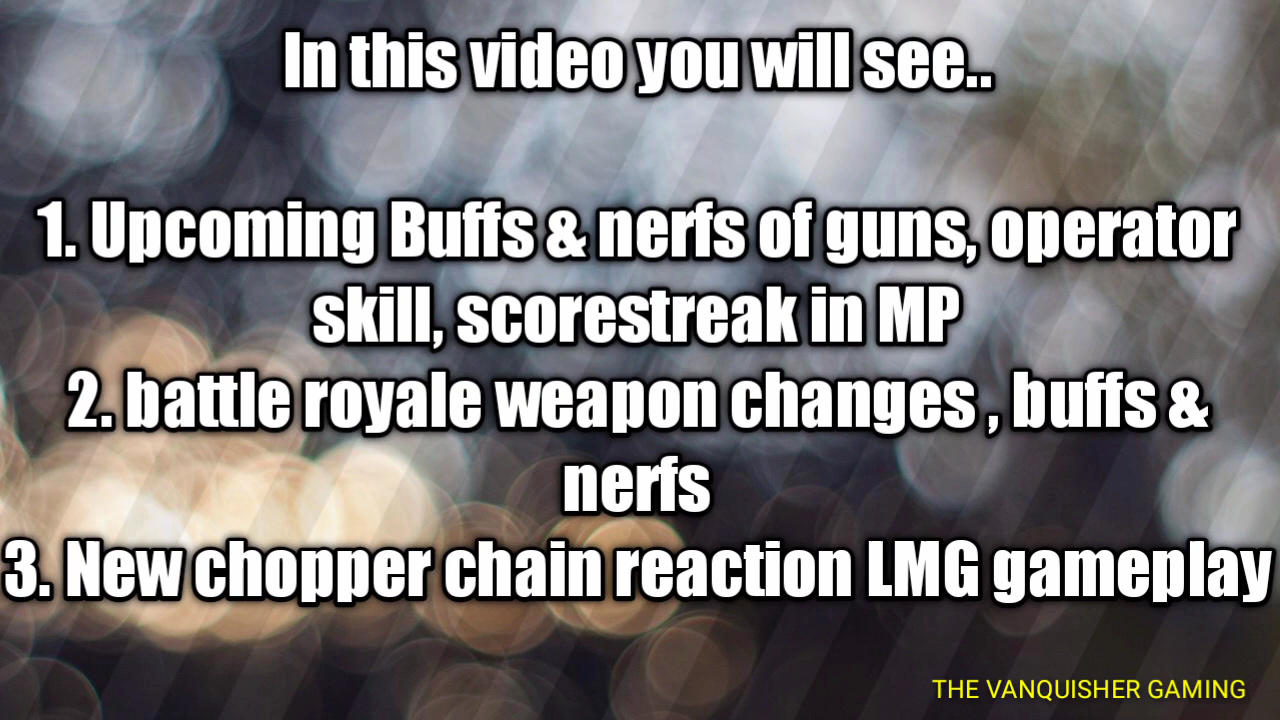 In this video you will see..
1. Upcoming Buffs & nerfs of guns, operator
skill, scorestreak in MP
2. battle royale weapon changes , buffs &
nerfs
3. New chopper chain reaction LMG gameplay
THE VANQUISHER GAMING